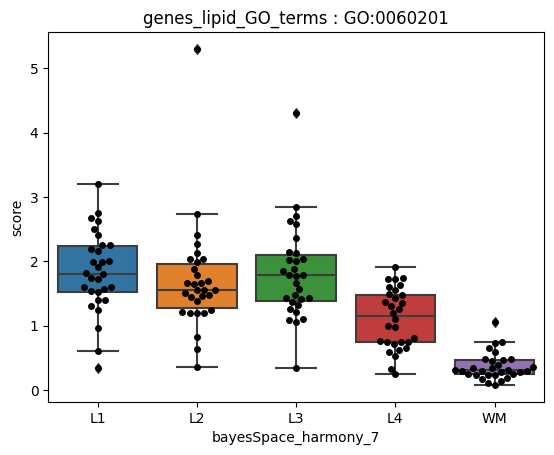 genes_lipid_GO_terms : GO:0060201
score
5
4
3
2
1
0
L1 L2 L3 L4 WM
bayesSpace_harmony_7